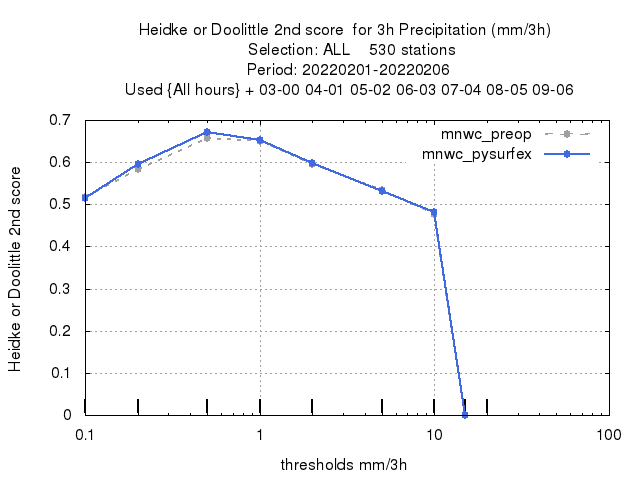 Heidke or Doolittle 2nd score  for 3h Precipitation (mm/3h)
Selection: ALL    530 stations
Period: 20220201-20220206
Used {All hours} + 03-00 04-01 05-02 06-03 07-04 08-05 09-06
mnwc_preop
mnwc_pysurfex
Heidke or Doolittle 2nd score
0.7
0.6
0.5
0.4
0.3
0.2
0.1
0
0.1 1 10 100
thresholds mm/3h